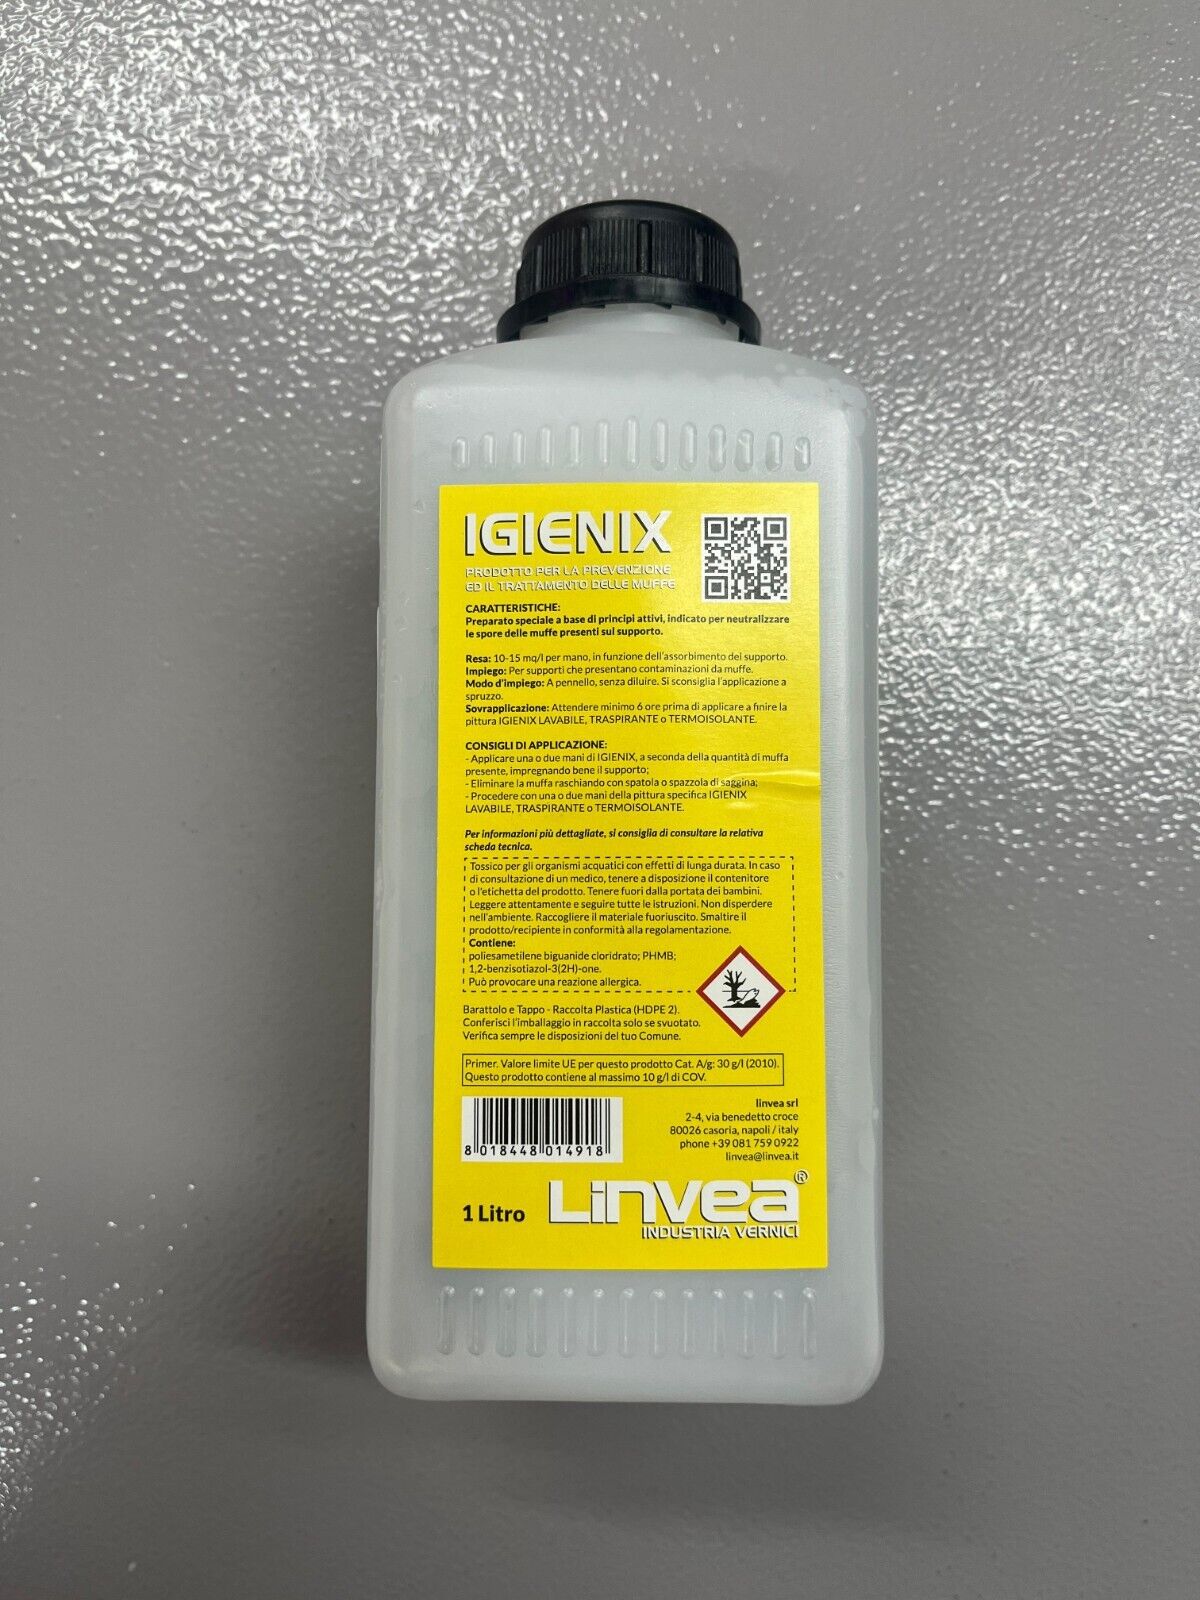 IGIENIX
PRODOTTO PER LA PREVENZIONE
ED IL TRATTAMENTO DELLE MUFFE
CARATTERISTICHE:
Preparato speciale a base di principi attivi, indicato per neutralizzare
le spore delle muffe presenti sul supporto.
Resa: 10-15 mq/l per mano, in funzione dell'assorbimento del supporto.
Impiego: Per supporti che presentano contaminazioni da muffe.
Modo d'impiego: A pennello, senza diluire. Si sconsiglia l'applicazione a
spruzzo.
Sovrapplicazione: Attendere minimo 6 ore prima di applicare a finire la
pittura IGIENIX LAVABILE, TRASPIRANTE o TERMOISOLANTE.
CONSIGLI DI APPLICAZIONE:
- Applicare una o due mani di IGIENIX, a seconda della quantità di muffa
presente, impregnando bene il supporto;
- Eliminare la muffa raschiando con spatola o spazzola di saggina;
- Procedere con una o due mani della pittura specifica IGIENIX
LAVABILE, TRASPIRANTE o TERMOISOLANTE.
Per informazioni più dettagliate, si consiglia di consultare la relativa
scheda tecnica.
Tossico per gli organismi acquatici con effetti di lunga durata. In caso
di consultazione di un medico, tenere a disposizione il contenitore
o l'etichetta del prodotto. Tenere fuori dalla portata dei bambini.
Leggere attentamente e seguire tutte le istruzioni. Non disperdere
nell'ambiente. Raccogliere il materiale fuoriuscito. Smaltire il
prodotto/recipiente in conformità alla regolamentazione.
Contiene:
poliesametilene biguanide cloridrato; PHMB;
1,2-benzisotiazol-3(2H)-one.
Può provocare una reazione allergica.
Barattolo e Tappo - Raccolta Plastica (HDPE 2).
Conferisci l'imballaggio in raccolta solo se svuotato.
Verifica sempre le disposizioni del tuo Comune.
Primer. Valore limite UE per questo prodotto Cat. A/g: 30 g/l (2010).
Questo prodotto contiene al massimo 10 g/l di COV.
linvea srl
2-4, via benedetto croce
80026 casoria, napoli / italy
phone +39 081 759 0922
linvea@linvea.it
8 018448 014918
1 Litro
Linvea®
INDUSTRIA VERNICI